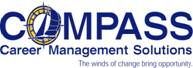 COMPASS
Career Management Solutions
The winds of change bring opportunity.